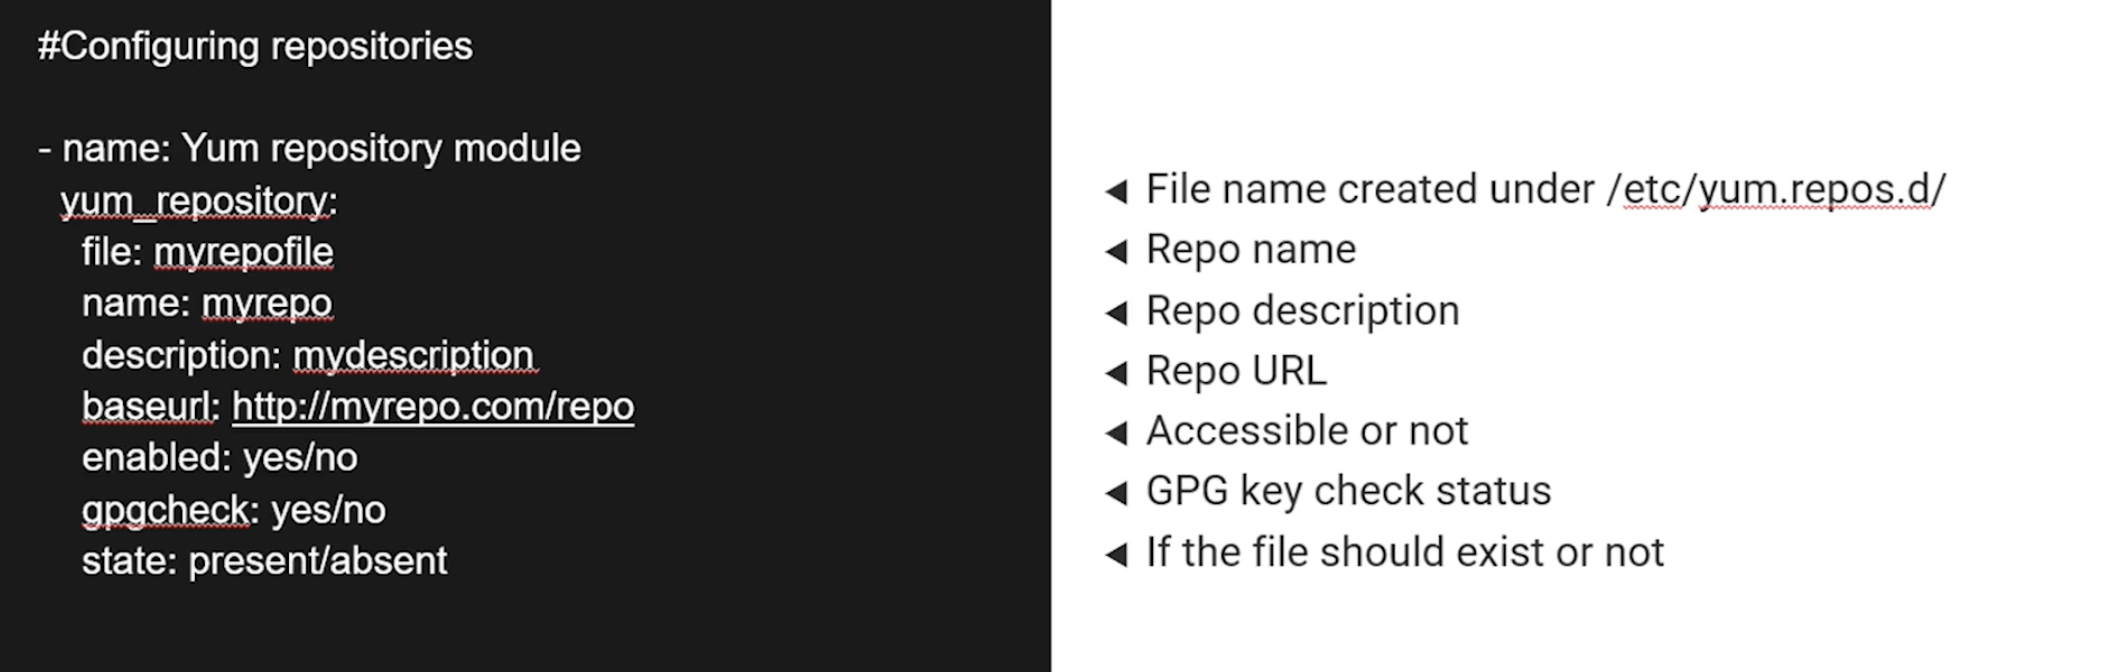 #Configuring repositories
- name: Yum repository module
yum_repository:
file: myrepofile
name: myrepo
description: mydescription
baseurl: http://myrepo.com/repo
enabled: yes/no
gpgcheck: yes/no
state: present/absent
◄ File name created under /etc/yum.repos.d/
◄ Repo name
◄ Repo description
◄ Repo URL
◄ Accessible or not
◄ GPG key check status
◄ If the file should exist or not